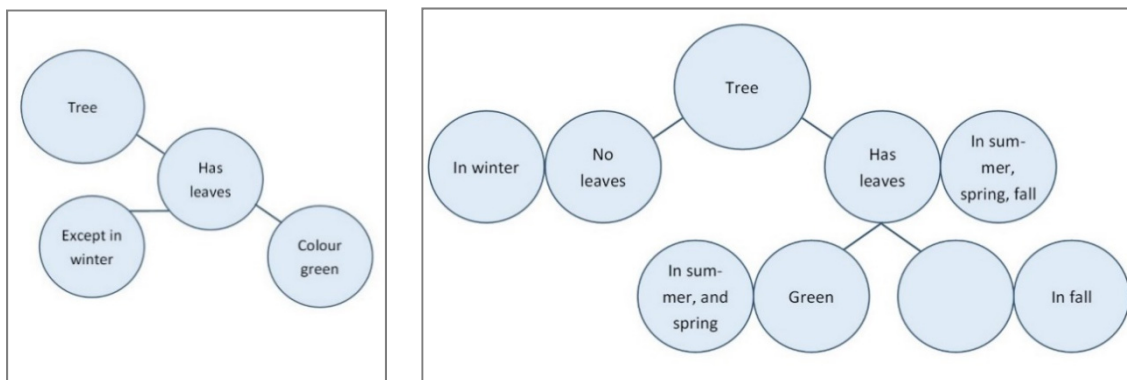 Tree
Has
leaves
Except in
winter
Colour
green
Tree
In winter
No
leaves
Has
leaves
In sum-
mer,
spring, fall
In sum-
mer, and
spring
Green
In fall